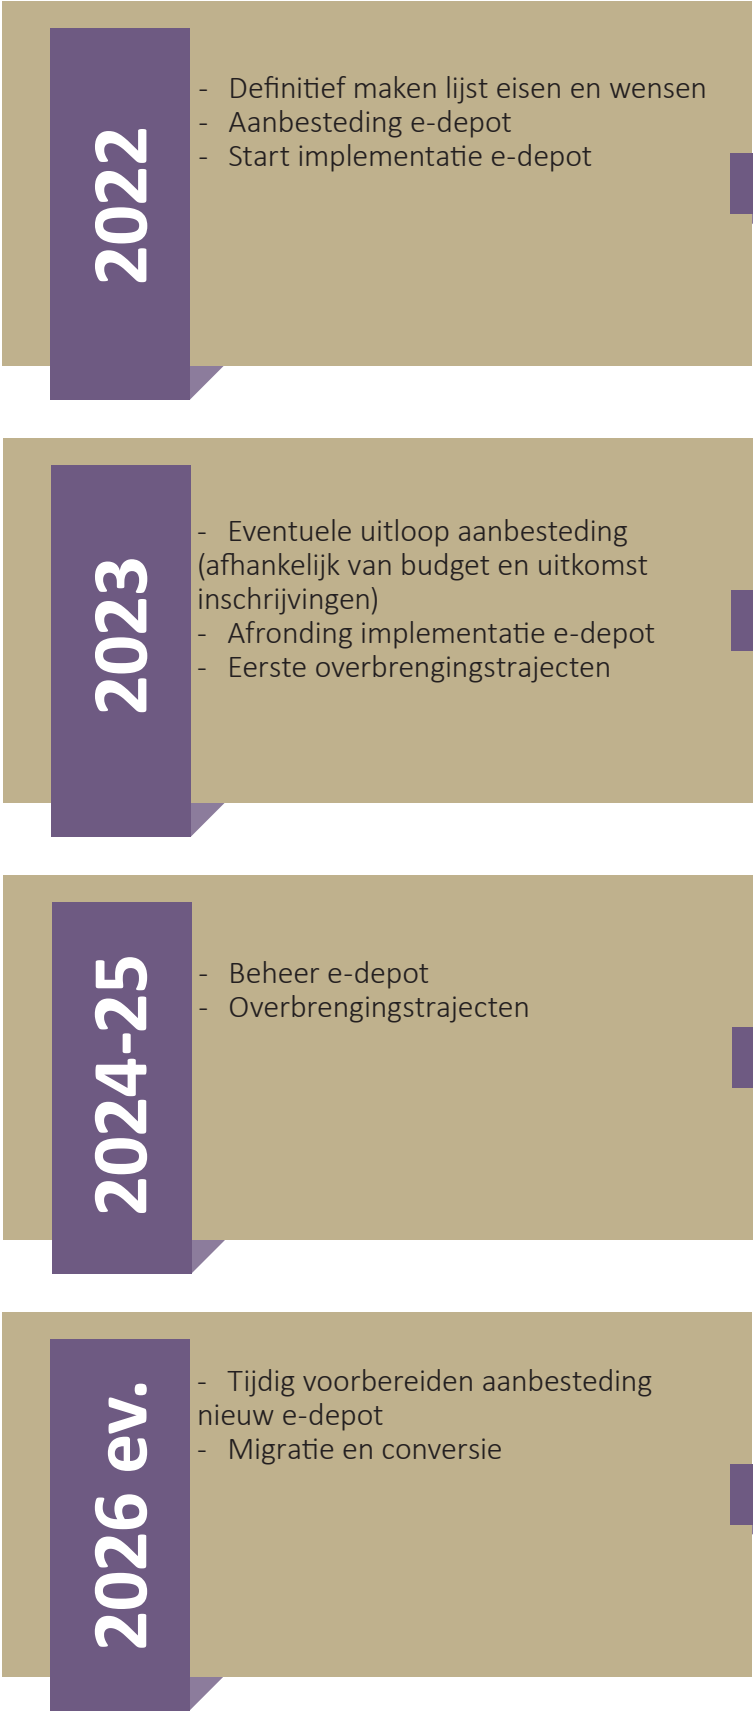 2022
- Definitief maken lijst eisen en wensen
- Aanbesteding e-depot
- Start implementatie e-depot
2023
- Eventuele uitloop aanbesteding
(afhankelijk van budget en uitkomst
inschrijvingen)
- Afronding implementatie e-depot
- Eerste overbrengingstrajecten
2024-25
- Beheer e-depot
- Overbrengingstrajecten
2026 ev.
- Tijdig voorbereiden aanbesteding
nieuw e-depot
- Migratie en conversie